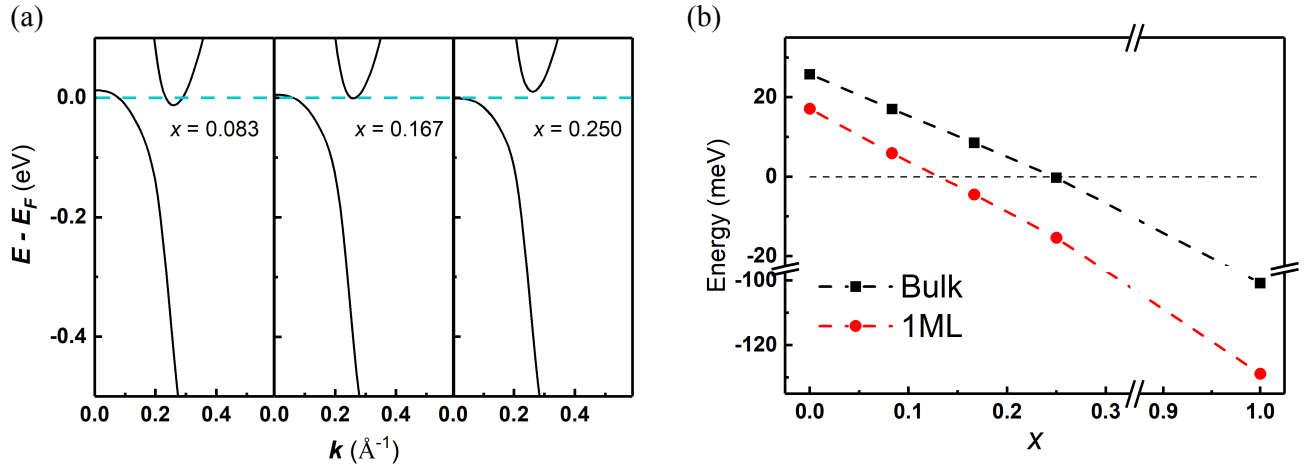 (a)
E - E_F (eV)
0.0
-0.2
-0.4
x = 0.083
x = 0.167
x = 0.250
0.0 0.2 0.4 0.0 0.2 0.4 0.0 0.2 0.4
k (Å⁻¹)
(b)
Energy (meV)
20
0
-20
-100
-120
Bulk
1ML
0.0 0.1 0.2 0.3 0.9 1.0
x